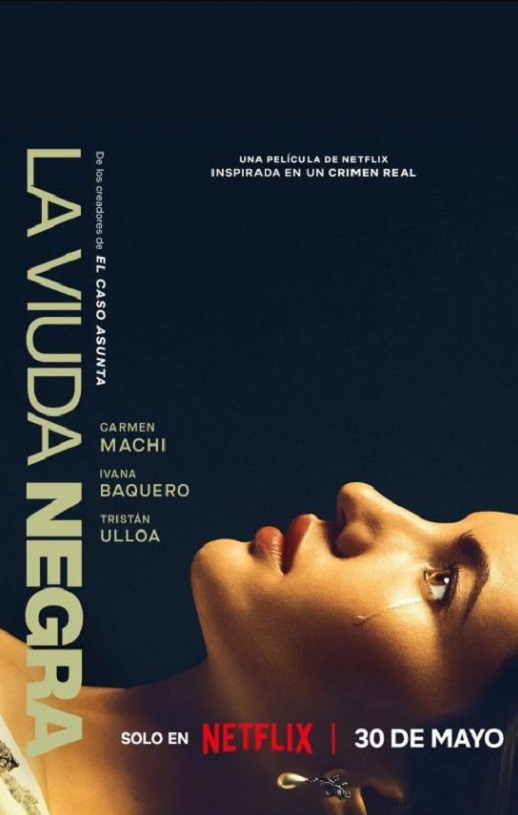 UNA PELÍCULA DE NETFLIX
INSPIRADA EN UN CRIMEN REAL
LA VIUDA NEGRA
De los creadores de EL CASO ASUNTA
CARMEN
MACHI
IVANA
BAQUERO
TRISTÁN
ULLOA
SOLO EN NETFLIX | 30 DE MAYO